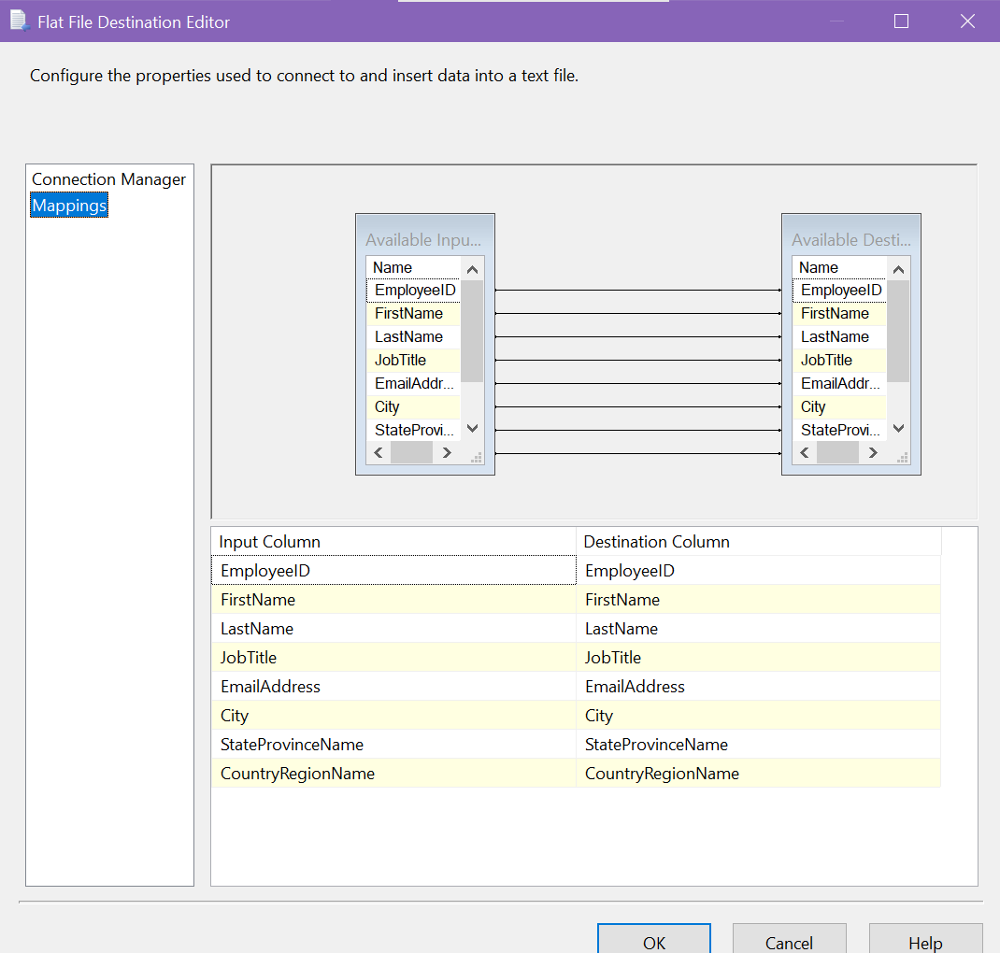 Flat File Destination Editor
Configure the properties used to connect to and insert data into a text file.
Connection Manager
Mappings
Available Inpu...
Name
EmployeeID
FirstName
LastName
JobTitle
EmailAddr...
City
StateProvi...
Available Desti...
Name
EmployeeID
FirstName
LastName
JobTitle
EmailAddr...
City
StateProvi...
Input Column Destination Column
EmployeeID EmployeeID
FirstName FirstName
LastName LastName
JobTitle JobTitle
EmailAddress EmailAddress
City City
StateProvinceName StateProvinceName
CountryRegionName CountryRegionName
OK Cancel Help